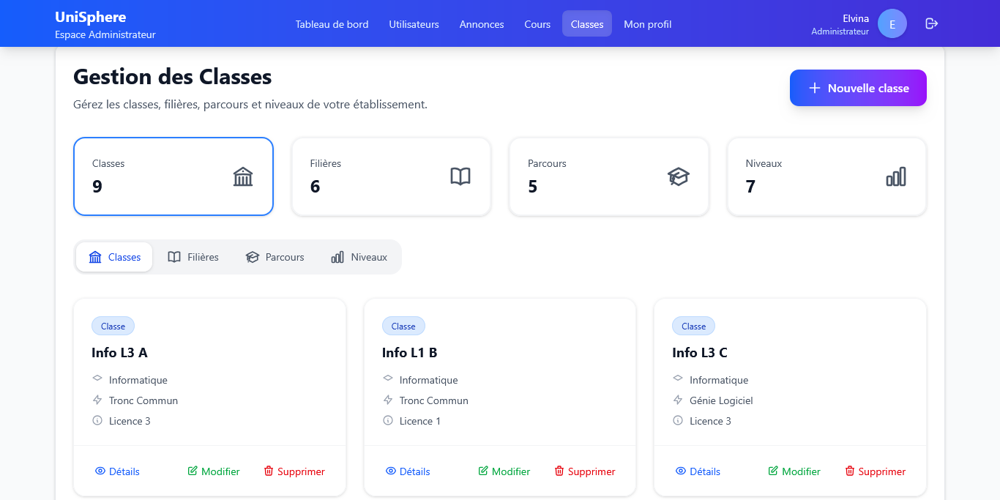 UniSphere
Espace Administrateur
Tableau de bord
Utilisateurs
Annonces
Cours
Classes
Mon profil
Elvina
Administrateur
E
Gestion des Classes
Gérez les classes, filières, parcours et niveaux de votre établissement.
Nouvelle classe
Classes
9
Filières
6
Parcours
5
Niveaux
7
Classes
Filières
Parcours
Niveaux
Classe
Info L3 A
Informatique
Tronc Commun
Licence 3
Détails
Modifier
Supprimer
Classe
Info L1 B
Informatique
Tronc Commun
Licence 1
Détails
Modifier
Supprimer
Classe
Info L3 C
Informatique
Génie Logiciel
Licence 3
Détails
Modifier
Supprimer